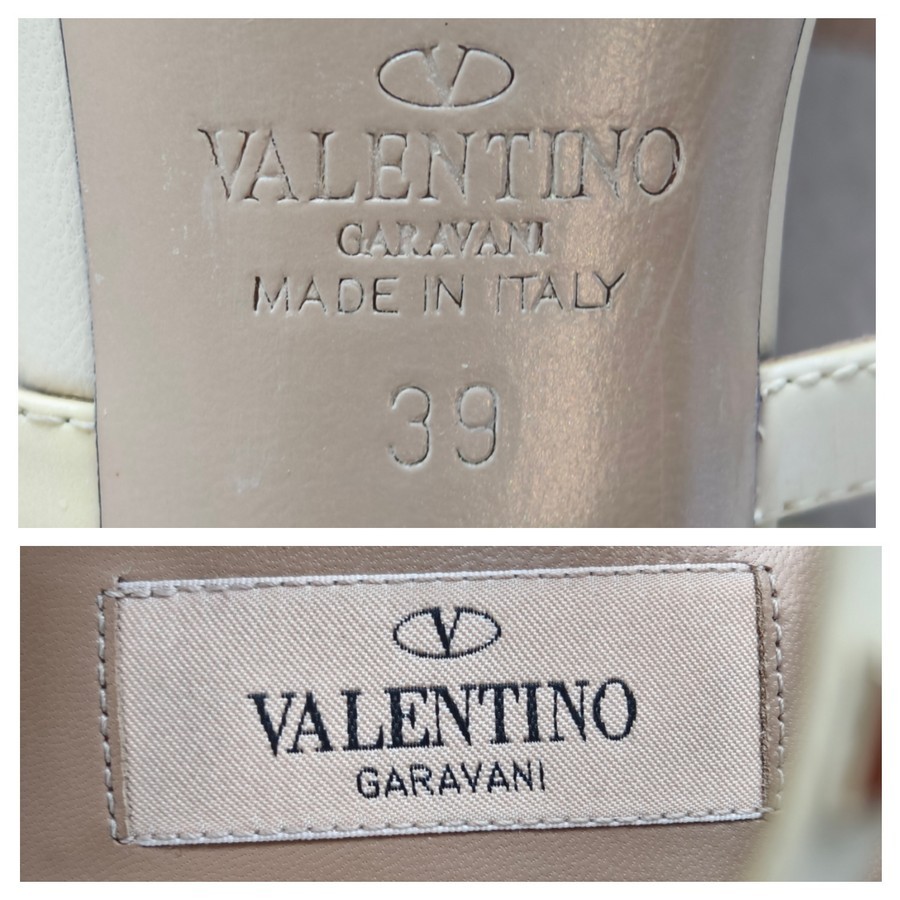 V
VALENTINO
GARAVANI
MADE IN ITALY
39
V
VALENTINO
GARAVANI